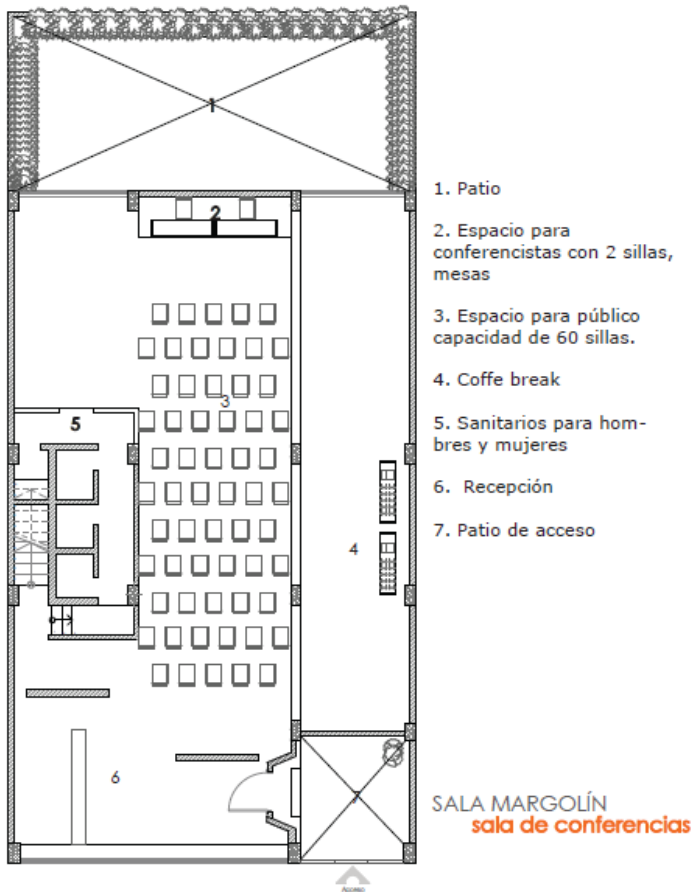 1
2
3
5
4
6
7
1. Patio
2. Espacio para
conferencistas con 2 sillas,
mesas
3. Espacio para público
capacidad de 60 sillas.
4. Coffe break
5. Sanitarios para hom-
bres y mujeres
6. Recepción
7. Patio de acceso
SALA MARGOLÍN
sala de conferencias
Acceso